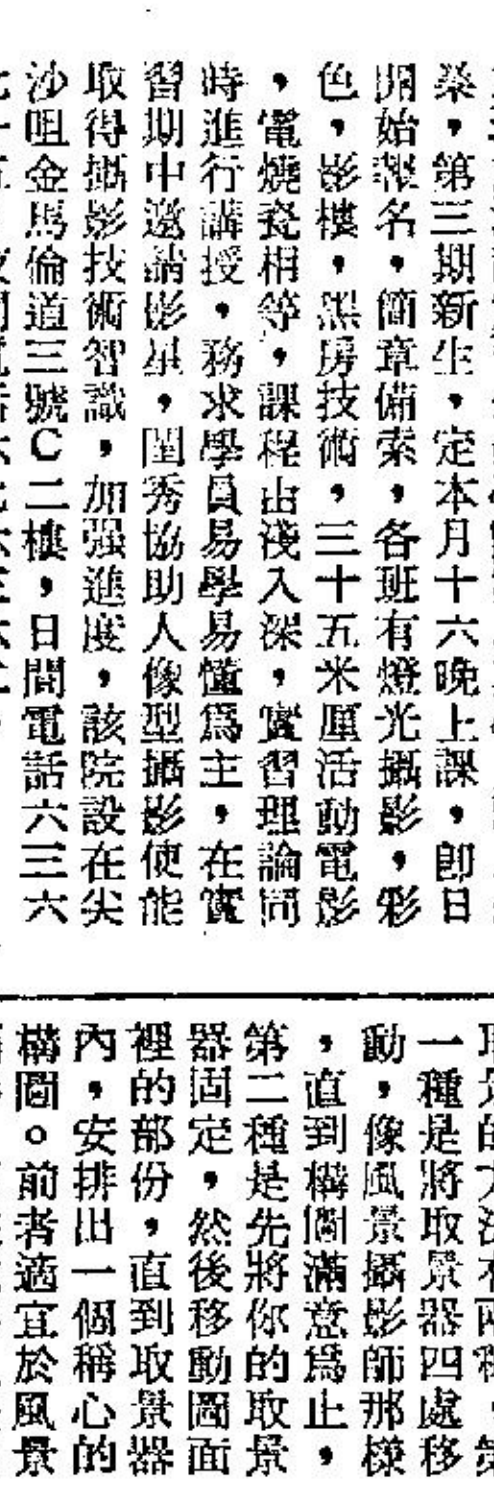 桑，第三期新生，定本月十六晚上課，即日
開始報名，簡章備索，各班有燈光攝影，彩
色，影樓，黑房技術，三十五米厘活動電影
，電燒瓷相等，課程由淺入深，實習理論同
時進行講授，務求學員易學易懂爲主，在實
習期中邀請影星，閨秀協助人像型攝影使能
取得攝影技術智識，加强進度，該院設在尖
沙咀金馬倫道三號C二樓，日間電話六三六
一種是將取景器四處移
動，像風景攝影師那樣
，直到構圖滿意爲止，
第二種是先將你的取景
器固定，然後移動圖面
裡的部份，直到取景器
內，安排出一個稱心的
構圖。前者適宜於風景